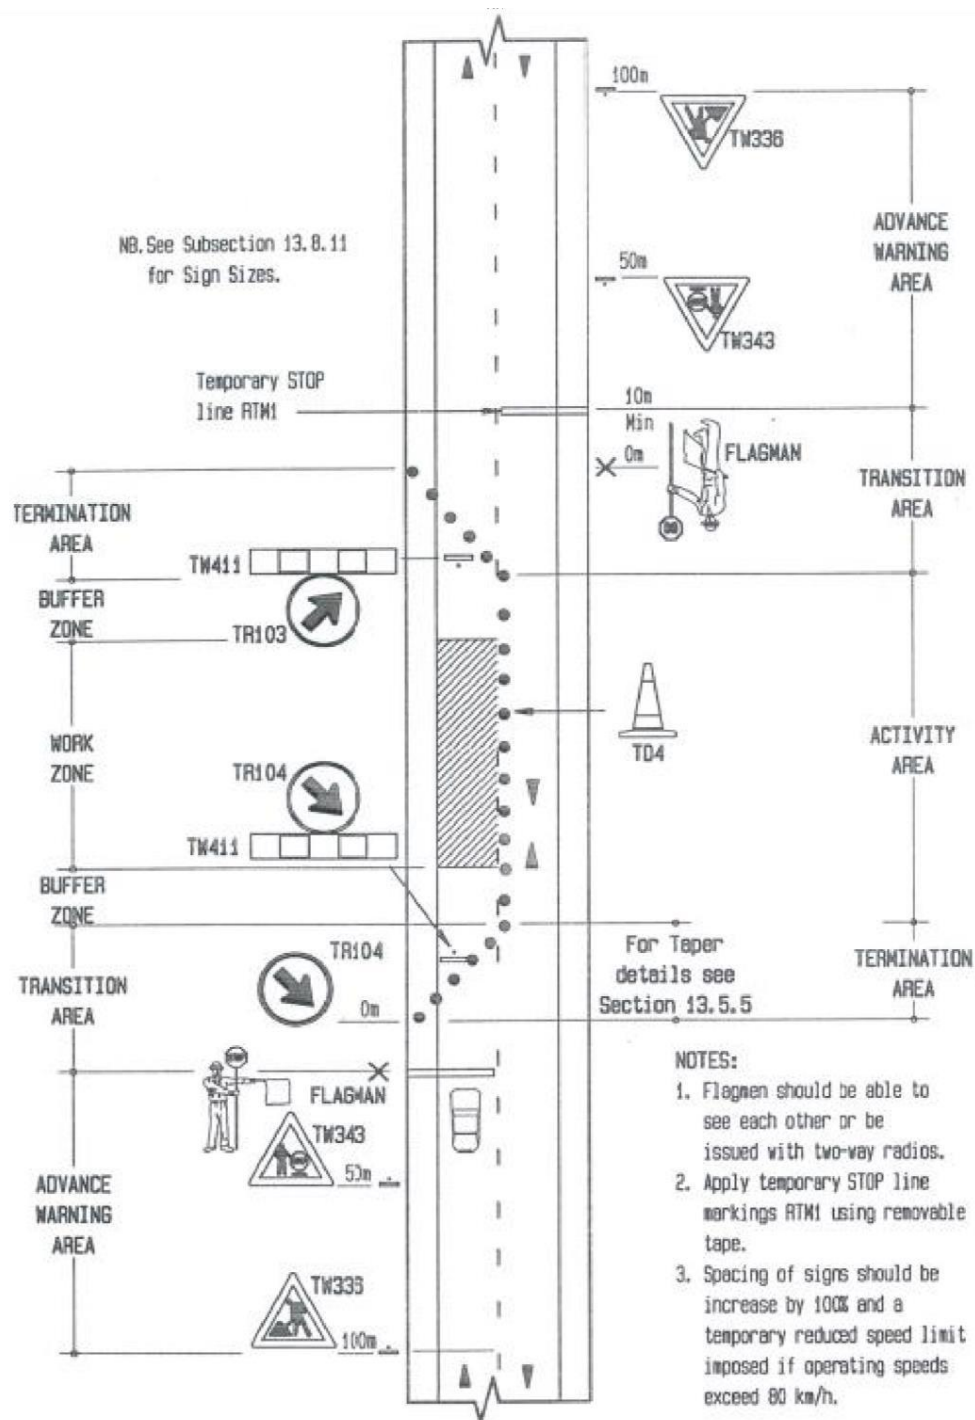 100m
TW336
NB.See Subsection 13.8.11
for Sign Sizes.
ADVANCE
WARNING
AREA
50m
TW343
Temporary STOP
line RTM1
10m
Min
0m
FLAGMAN
TRANSITION
AREA
TERMINATION
AREA
TW411
BUFFER
ZONE
TR103
WORK
ZONE
TD4
ACTIVITY
AREA
TR104
TW411
BUFFER
ZONE
TR104
For Taper
details see
Section 13.5.5
TERMINATION
AREA
TRANSITION
AREA
0m
FLAGMAN
STOP
TW343
50m
ADVANCE
WARNING
AREA
TW336
100m
NOTES:
1. Flagmen should be able to
see each other or be
issued with two-way radios.
2. Apply temporary STOP line
markings RTM1 using removable
tape.
3. Spacing of signs should be
increase by 100% and a
temporary reduced speed limit
imposed if operating speeds
exceed 80 km/h.